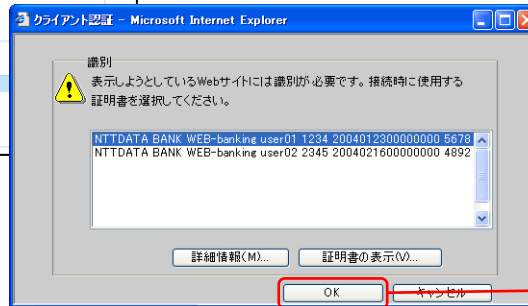 クライアント認証 - Microsoft Internet Explorer
識別
表示しようとしているWebサイトには識別が必要です。接続時に使用する
証明書を選択してください。
NTTDATA BANK WEB-banking user01 1234 2004012300000000 5678
NTTDATA BANK WEB-banking user02 2345 2004021600000000 4892
詳細情報(M)... 証明書の表示(V)...
OK キャンセル